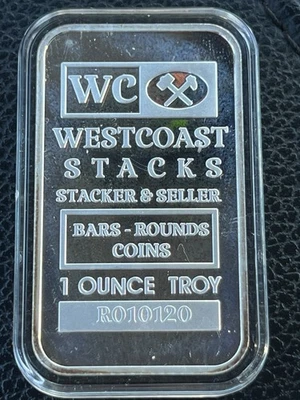 WC
WESTCOAST
STACKS
STACKER & SELLER
BARS - ROUNDS
COINS
1 OUNCE TROY
R010120